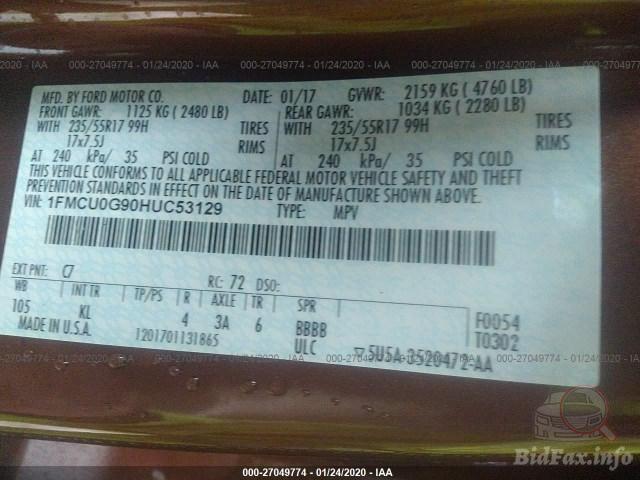 000-27049774 - 01/24/2020 - IAA
MFD. BY FORD MOTOR CO. DATE: 01/17 GVWR: 2159 KG ( 4760 LB)
FRONT GAWR: 1125 KG ( 2480 LB) REAR GAWR: 1034 KG ( 2280 LB)
WITH 235/55R17 99H TIRES WITH 235/55R17 99H TIRES
17x7.5J RIMS 17x7.5J RIMS
AT 240 kPa/ 35 PSI COLD AT 240 kPa/ 35 PSI COLD
THIS VEHICLE CONFORMS TO ALL APPLICABLE FEDERAL MOTOR VEHICLE SAFETY AND THEFT
PREVENTION STANDARDS IN EFFECT ON THE DATE OF MANUFACTURE SHOWN ABOVE.
VIN: 1FMCU0G90HUC53129 TYPE: MPV
EXT PNT: C7 RC: 72 DSO:
WB INT TR TP/PS R AXLE TR SPR
105 KL 4 3A 6 BBBB F0054
MADE IN U.S.A. 1201701131865 ULC T0302
5U5A-3520472-AA
000-27049774 - 01/24/2020 - IAA
BidFax.info